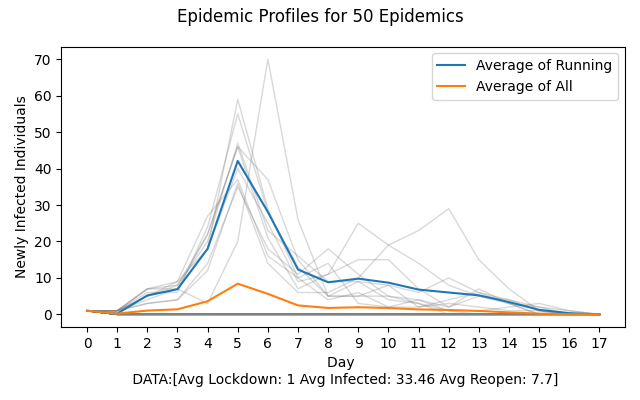 Epidemic Profiles for 50 Epidemics
Average of Running
Average of All
Newly Infected Individuals
70
60
50
40
30
20
10
0
0 1 2 3 4 5 6 7 8 9 10 11 12 13 14 15 16 17
Day
DATA:[Avg Lockdown: 1 Avg Infected: 33.46 Avg Reopen: 7.7]